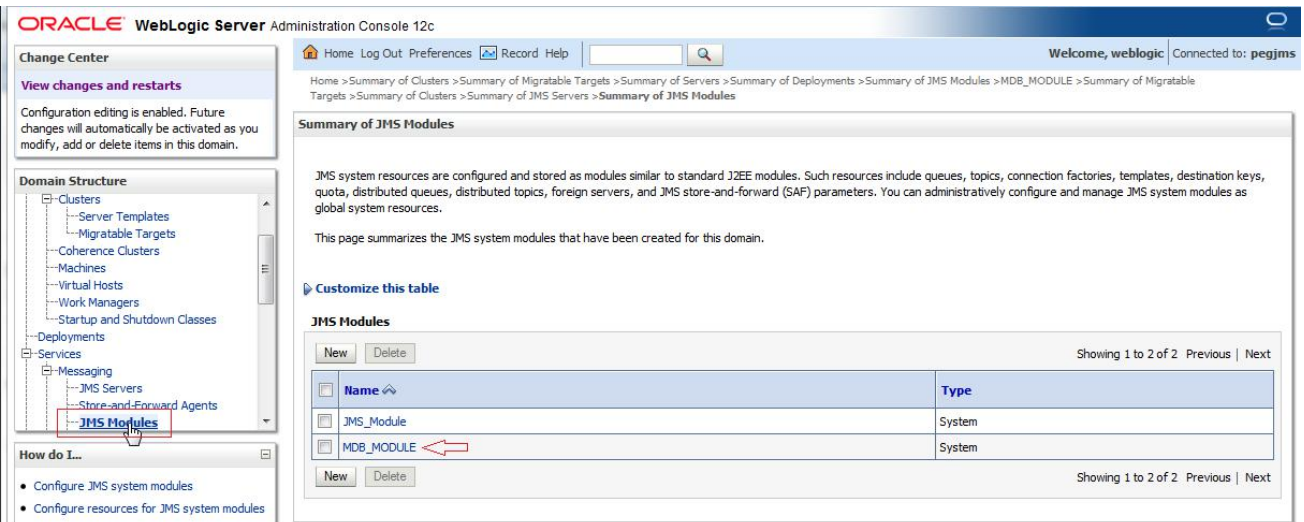 ORACLE WebLogic Server Administration Console 12c
Change Center
View changes and restarts
Configuration editing is enabled. Future
changes will automatically be activated as you
modify, add or delete items in this domain.
Domain Structure
Clusters
Server Templates
Migratable Targets
Coherence Clusters
Machines
Virtual Hosts
Work Managers
Startup and Shutdown Classes
Deployments
Services
Messaging
JMS Servers
Store-and-Forward Agents
JMS Modules
How do I...
Configure JMS system modules
Configure resources for JMS system modules
Home Log Out Preferences Record Help
Welcome, weblogic Connected to: pegjms
Home >Summary of Clusters >Summary of Migratable Targets >Summary of Servers >Summary of Deployments >Summary of JMS Modules >MDB_MODULE >Summary of Migratable
Targets >Summary of Clusters >Summary of JMS Servers >Summary of JMS Modules
Summary of JMS Modules
JMS system resources are configured and stored as modules similar to standard J2EE modules. Such resources include queues, topics, connection factories, templates, destination keys,
quota, distributed queues, distributed topics, foreign servers, and JMS store-and-forward (SAF) parameters. You can administratively configure and manage JMS system modules as
global system resources.
This page summarizes the JMS system modules that have been created for this domain.
Customize this table
JMS Modules
New Delete Showing 1 to 2 of 2 Previous | Next
Name Type
JMS_Module System
MDB_MODULE System
New Delete Showing 1 to 2 of 2 Previous | Next